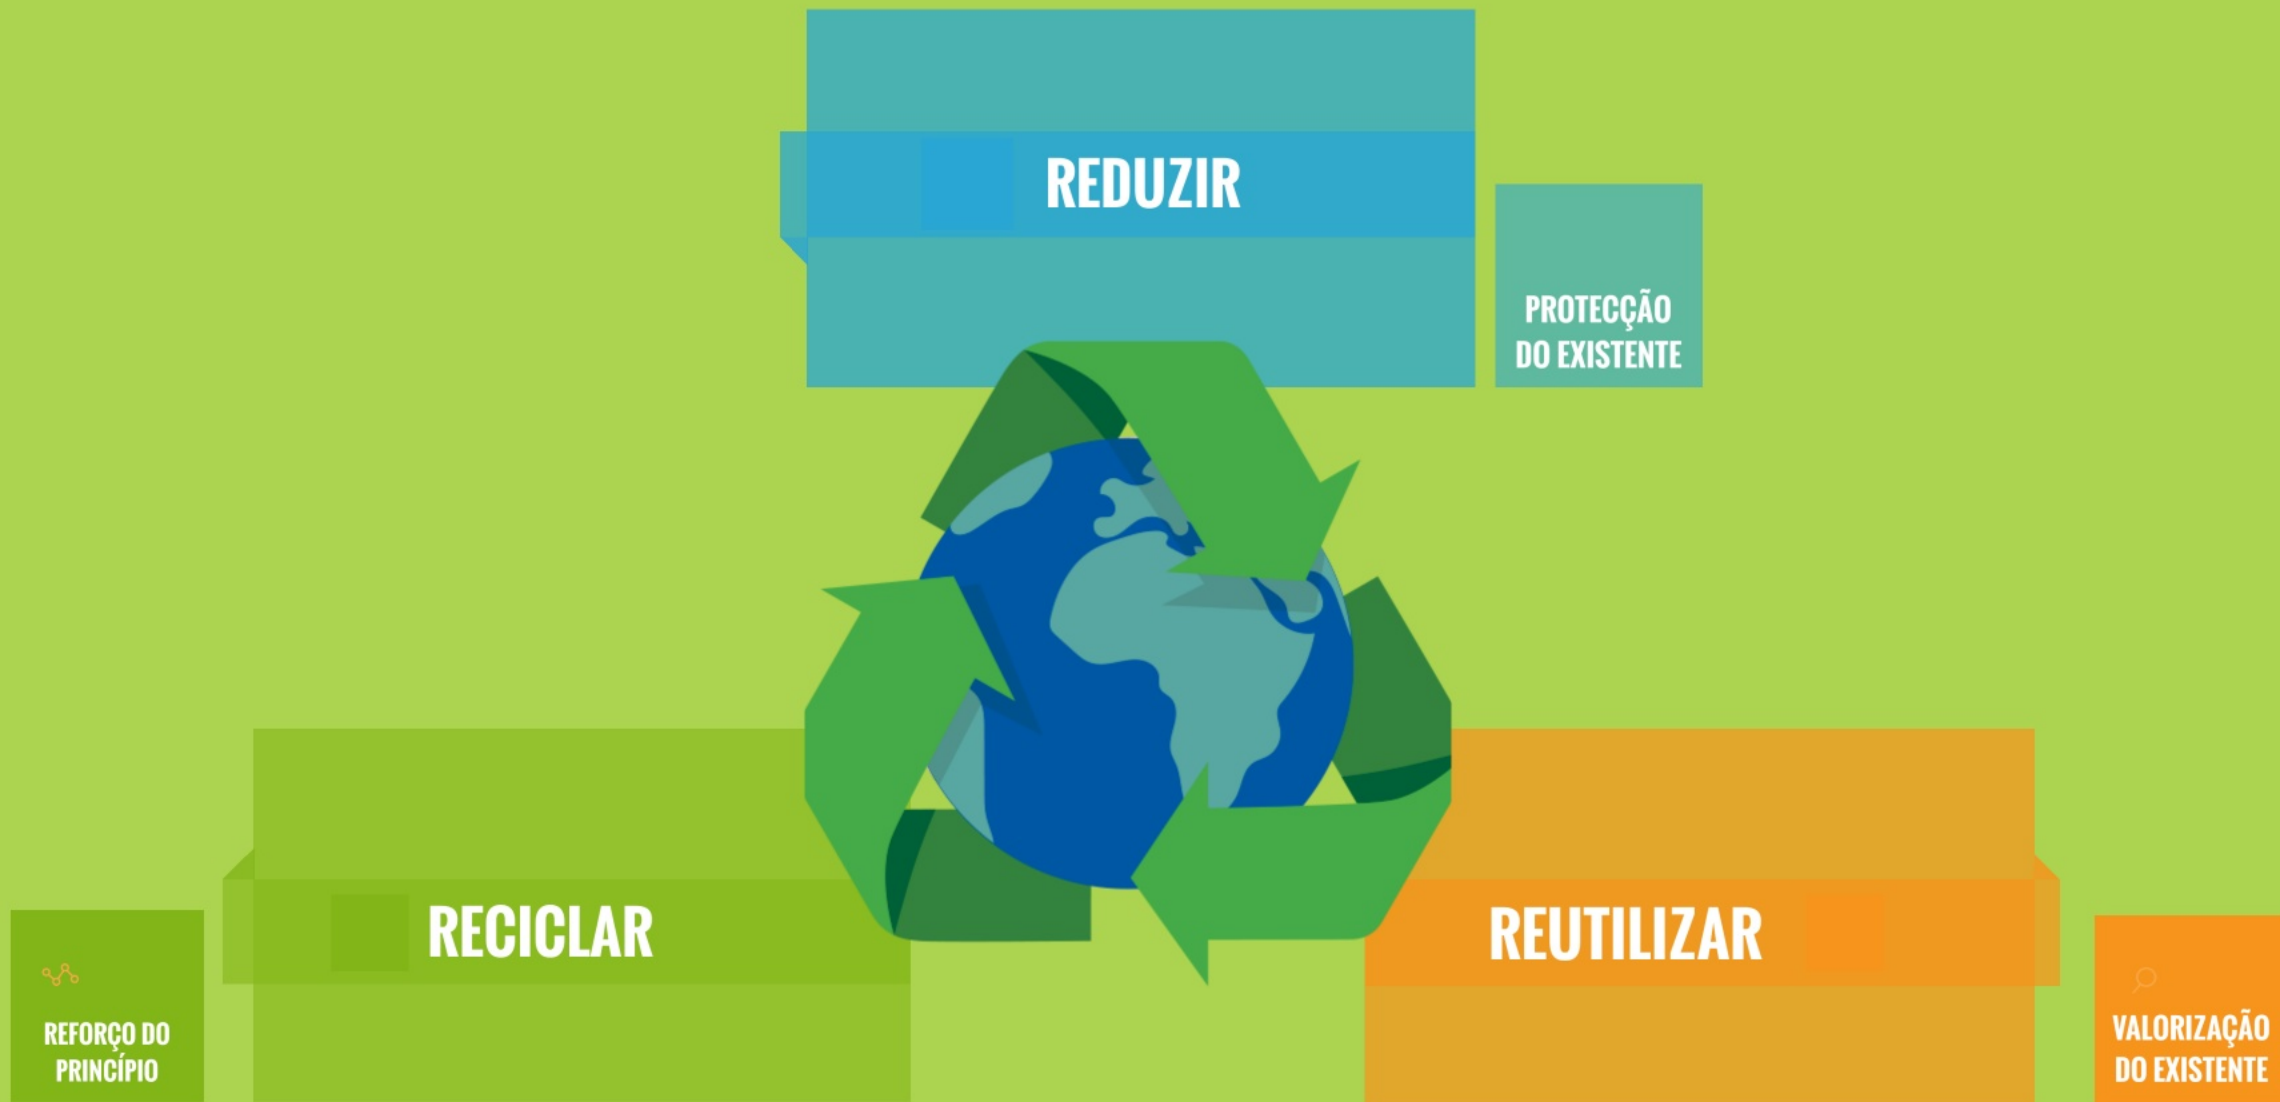 REDUZIR
PROTECÇÃO
DO EXISTENTE
RECICLAR
REUTILIZAR
REFORÇO DO
PRINCÍPIO
VALORIZAÇÃO
DO EXISTENTE